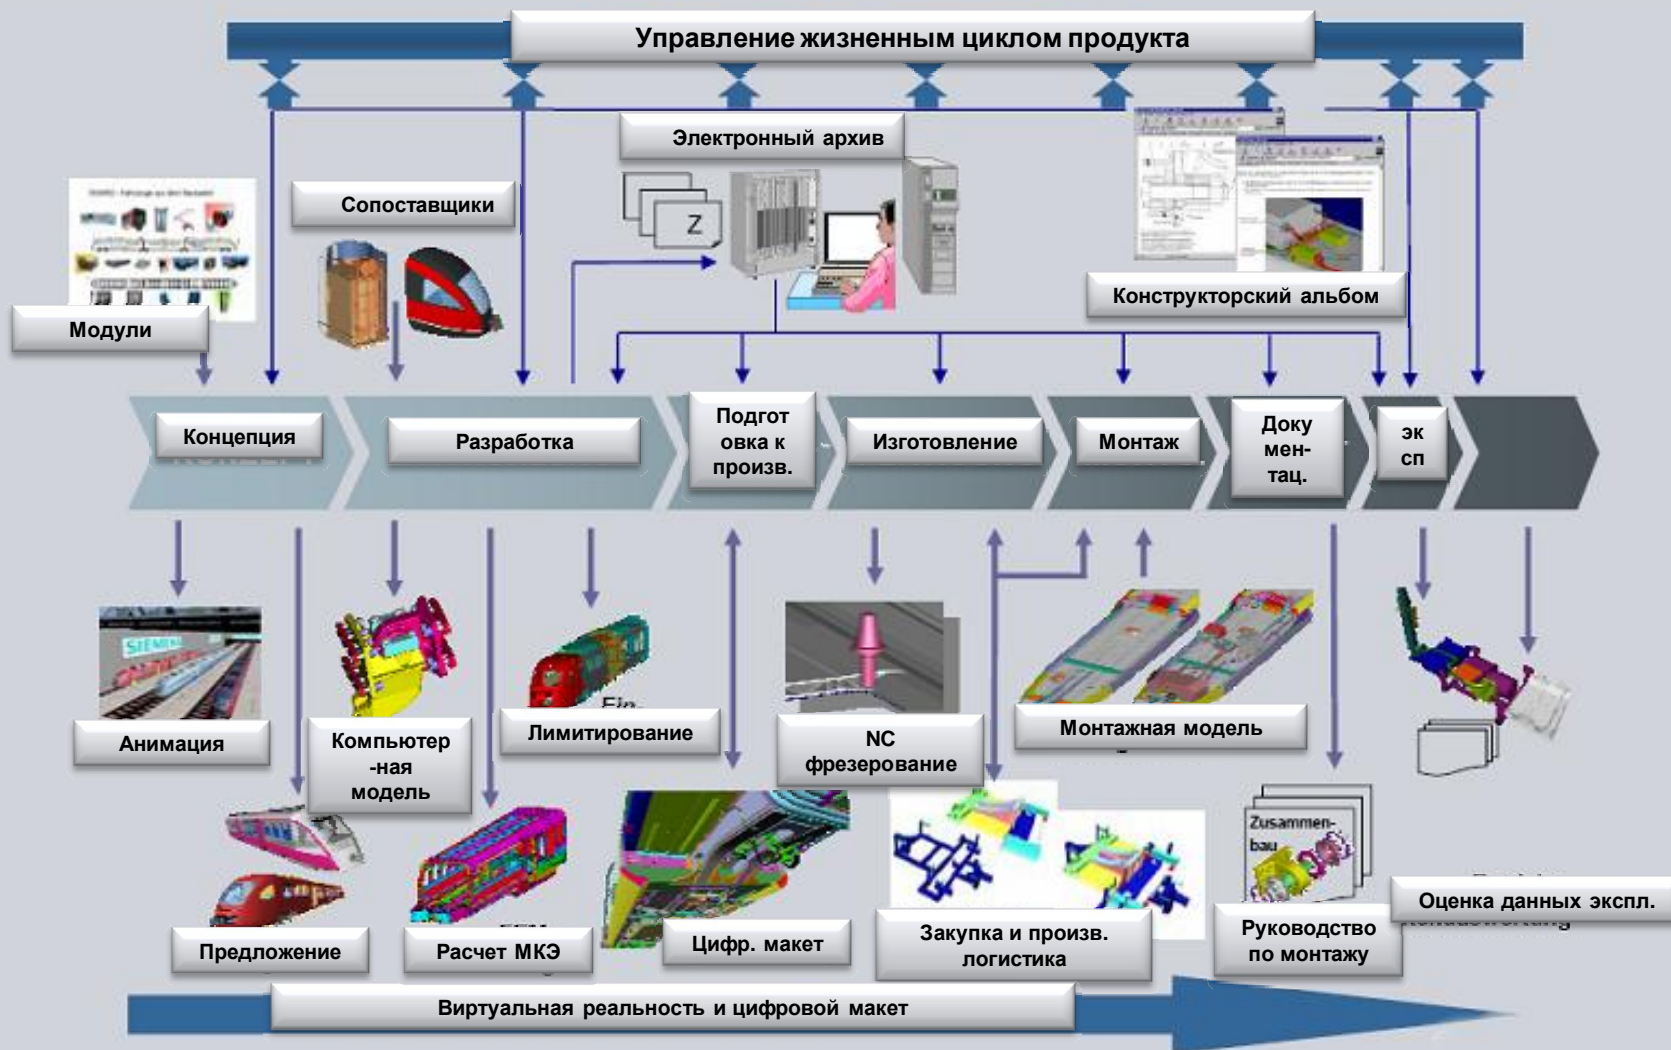 Управление жизненным циклом продукта
Электронный архив
Z
Сопоставщики
Модули
Конструкторский альбом
Концепция
Разработка
Подгот
овка к
произв.
Изготовление
Монтаж
Доку
мен-
тац.
эк
сп
SIEMENS
Ein-
Анимация
Компьютер
-ная
модель
Лимитирование
NC
фрезерование
Монтажная модель
Zusammen-
bau
Предложение
Расчет МКЭ
Цифр. макет
Закупка и произв.
логистика
Руководство
по монтажу
Оценка данных экспл.
Виртуальная реальность и цифровой макет